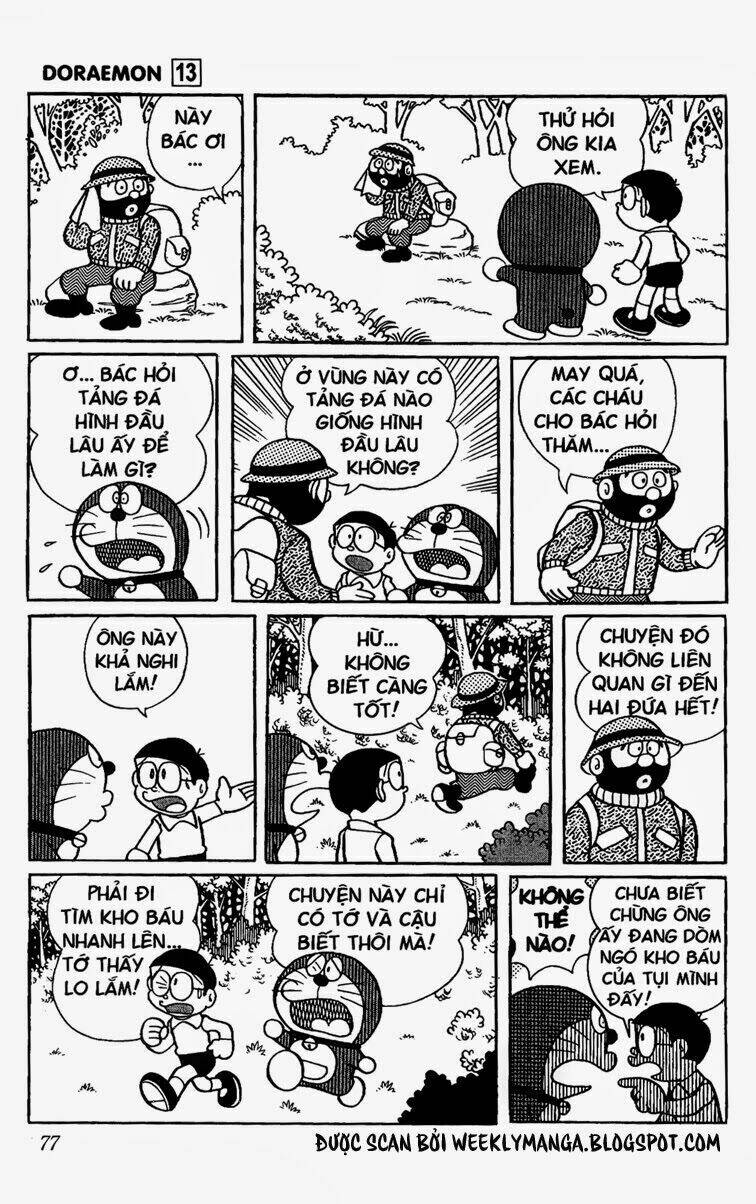 DORAEMON 13
THỬ HỎI
ÔNG KIA
XEM.
NÀY
BÁC ƠI
...
MAY QUÁ,
CÁC CHÁU
CHO BÁC HỎI
THĂM...
Ở VÙNG NÀY CÓ
TẢNG ĐÁ NÀO
GIỐNG HÌNH
ĐẦU LÂU
KHÔNG?
Ơ... BÁC HỎI
TẢNG ĐÁ
HÌNH ĐẦU
LÂU ẤY ĐỂ
LÀM GÌ?
CHUYỆN ĐÓ
KHÔNG LIÊN
QUAN GÌ ĐẾN
HAI ĐỨA HẾT!
HỪ...
KHÔNG
BIẾT CÀNG
TỐT!
ÔNG NÀY
KHẢ NGHI
LẮM!
CHƯA BIẾT
CHỪNG ÔNG
ẤY ĐANG DÒM
NGÓ KHO BÁU
CỦA TỤI MÌNH
ĐẤY!
KHÔNG
THỂ
NÀO!
CHUYỆN NÀY CHỈ
CÓ TỚ VÀ CẬU
BIẾT THÔI MÀ!
PHẢI ĐI
TÌM KHO BÁU
NHANH LÊN...
TỚ THẤY
LO LẮM!
77
ĐƯỢC SCAN BỞI WEEKLYMANGA.BLOGSPOT.COM